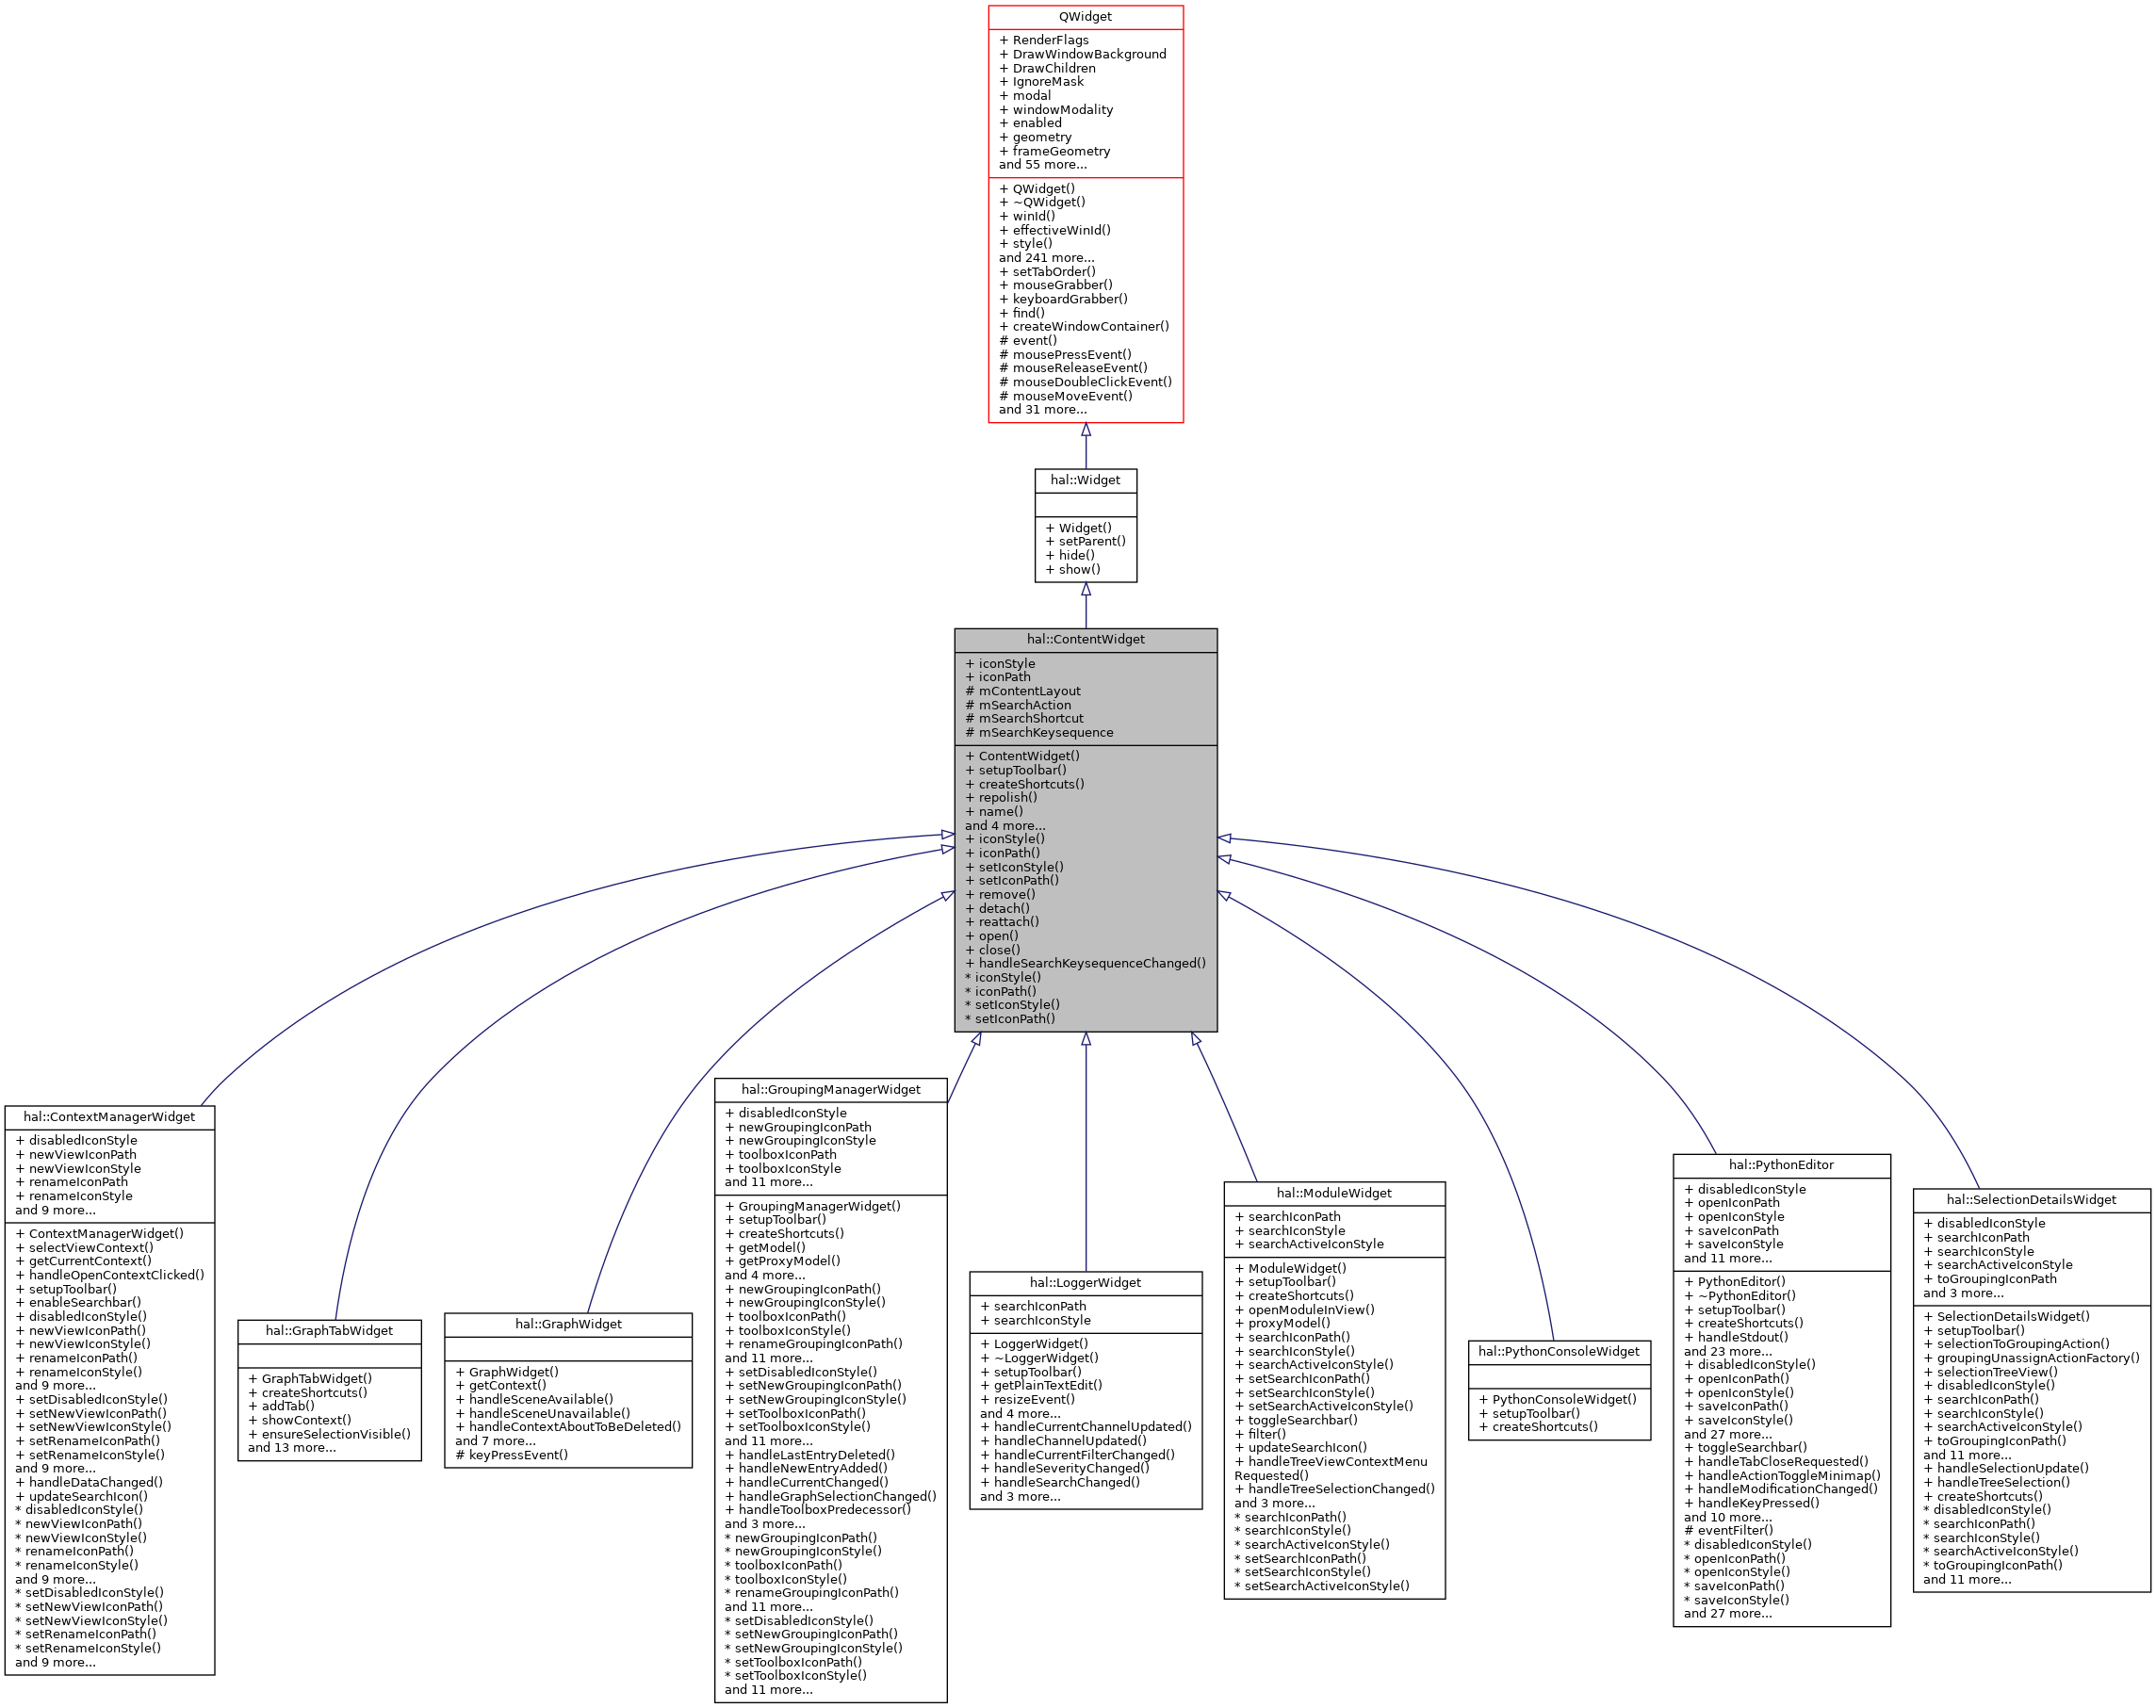 QWidget
+ RenderFlags
+ DrawWindowBackground
+ DrawChildren
+ IgnoreMask
+ modal
+ windowModality
+ enabled
+ geometry
+ frameGeometry
and 55 more...
+ QWidget()
+ ~QWidget()
+ winId()
+ effectiveWinId()
+ style()
and 241 more...
+ setTabOrder()
+ mouseGrabber()
+ keyboardGrabber()
+ find()
+ createWindowContainer()
# event()
# mousePressEvent()
# mouseReleaseEvent()
# mouseDoubleClickEvent()
# mouseMoveEvent()
and 31 more...
hal::Widget
+ Widget()
+ setParent()
+ hide()
+ show()
hal::ContentWidget
+ iconStyle
+ iconPath
# mContentLayout
# mSearchAction
# mSearchShortcut
# mSearchKeysequence
+ ContentWidget()
+ setupToolbar()
+ createShortcuts()
+ repolish()
+ name()
and 4 more...
+ iconStyle()
+ iconPath()
+ setIconStyle()
+ setIconPath()
+ remove()
+ detach()
+ reattach()
+ open()
+ close()
+ handleSearchKeysequenceChanged()
* iconStyle()
* iconPath()
* setIconStyle()
* setIconPath()
hal::ContextManagerWidget
+ disabledIconStyle
+ newViewIconPath
+ newViewIconStyle
+ renameIconPath
+ renameIconStyle
and 9 more...
+ ContextManagerWidget()
+ selectViewContext()
+ getCurrentContext()
+ handleOpenContextClicked()
+ setupToolbar()
+ enableSearchbar()
+ disabledIconStyle()
+ newViewIconPath()
+ newViewIconStyle()
+ renameIconPath()
+ renameIconStyle()
and 9 more...
+ setDisabledIconStyle()
+ setNewViewIconPath()
+ setNewViewIconStyle()
+ setRenameIconPath()
+ setRenameIconStyle()
and 9 more...
+ handleDataChanged()
+ updateSearchIcon()
* disabledIconStyle()
* newViewIconPath()
* newViewIconStyle()
* renameIconPath()
* renameIconStyle()
and 9 more...
* setDisabledIconStyle()
* setNewViewIconPath()
* setNewViewIconStyle()
* setRenameIconPath()
* setRenameIconStyle()
and 9 more...
hal::GraphTabWidget
+ GraphTabWidget()
+ createShortcuts()
+ addTab()
+ showContext()
+ ensureSelectionVisible()
and 13 more...
hal::GraphWidget
+ GraphWidget()
+ getContext()
+ handleSceneAvailable()
+ handleSceneUnavailable()
+ handleContextAboutToBeDeleted()
and 7 more...
# keyPressEvent()
hal::GroupingManagerWidget
+ disabledIconStyle
+ newGroupingIconPath
+ newGroupingIconStyle
+ toolboxIconPath
+ toolboxIconStyle
and 11 more...
+ GroupingManagerWidget()
+ setupToolbar()
+ createShortcuts()
+ getModel()
+ getProxyModel()
and 4 more...
+ newGroupingIconPath()
+ newGroupingIconStyle()
+ toolboxIconPath()
+ toolboxIconStyle()
+ renameGroupingIconPath()
and 11 more...
+ setDisabledIconStyle()
+ setNewGroupingIconPath()
+ setNewGroupingIconStyle()
+ setToolboxIconPath()
+ setToolboxIconStyle()
and 11 more...
+ handleLastEntryDeleted()
+ handleNewEntryAdded()
+ handleCurrentChanged()
+ handleGraphSelectionChanged()
+ handleToolboxPredecessor()
and 3 more...
* newGroupingIconPath()
* newGroupingIconStyle()
* toolboxIconPath()
* toolboxIconStyle()
* renameGroupingIconPath()
and 11 more...
* setDisabledIconStyle()
* setNewGroupingIconPath()
* setNewGroupingIconStyle()
* setToolboxIconPath()
* setToolboxIconStyle()
and 11 more...
hal::LoggerWidget
+ searchIconPath
+ searchIconStyle
+ LoggerWidget()
+ ~LoggerWidget()
+ setupToolbar()
+ getPlainTextEdit()
+ resizeEvent()
and 4 more...
+ handleCurrentChannelUpdated()
+ handleChannelUpdated()
+ handleCurrentFilterChanged()
+ handleSeverityChanged()
+ handleSearchChanged()
and 3 more...
hal::ModuleWidget
+ searchIconPath
+ searchIconStyle
+ searchActiveIconStyle
+ ModuleWidget()
+ setupToolbar()
+ createShortcuts()
+ openModuleInView()
+ proxyModel()
+ searchIconPath()
+ searchIconStyle()
+ searchActiveIconStyle()
+ setSearchIconPath()
+ setSearchIconStyle()
+ setSearchActiveIconStyle()
+ toggleSearchbar()
+ filter()
+ updateSearchIcon()
+ handleTreeViewContextMenu
Requested()
+ handleTreeSelectionChanged()
and 3 more...
* searchIconPath()
* searchIconStyle()
* searchActiveIconStyle()
* setSearchIconPath()
* setSearchIconStyle()
* setSearchActiveIconStyle()
hal::PythonConsoleWidget
+ PythonConsoleWidget()
+ setupToolbar()
+ createShortcuts()
hal::PythonEditor
+ disabledIconStyle
+ openIconPath
+ openIconStyle
+ saveIconPath
+ saveIconStyle
and 11 more...
+ PythonEditor()
+ ~PythonEditor()
+ setupToolbar()
+ createShortcuts()
+ handleStdout()
and 23 more...
+ disabledIconStyle()
+ openIconPath()
+ openIconStyle()
+ saveIconPath()
+ saveIconStyle()
and 27 more...
+ toggleSearchbar()
+ handleTabCloseRequested()
+ handleActionToggleMinimap()
+ handleModificationChanged()
+ handleKeyPressed()
and 10 more...
# eventFilter()
* disabledIconStyle()
* openIconPath()
* openIconStyle()
* saveIconPath()
* saveIconStyle()
and 27 more...
hal::SelectionDetailsWidget
+ disabledIconStyle
+ searchIconPath
+ searchIconStyle
+ searchActiveIconStyle
+ toGroupingIconPath
and 3 more...
+ SelectionDetailsWidget()
+ setupToolbar()
+ selectionToGroupingAction()
+ groupingUnassignActionFactory()
+ selectionTreeView()
+ disabledIconStyle()
+ searchIconPath()
+ searchIconStyle()
+ searchActiveIconStyle()
+ toGroupingIconPath()
and 11 more...
+ handleSelectionUpdate()
+ handleTreeSelection()
+ createShortcuts()
* disabledIconStyle()
* searchIconPath()
* searchIconStyle()
* searchActiveIconStyle()
* toGroupingIconPath()
and 11 more...